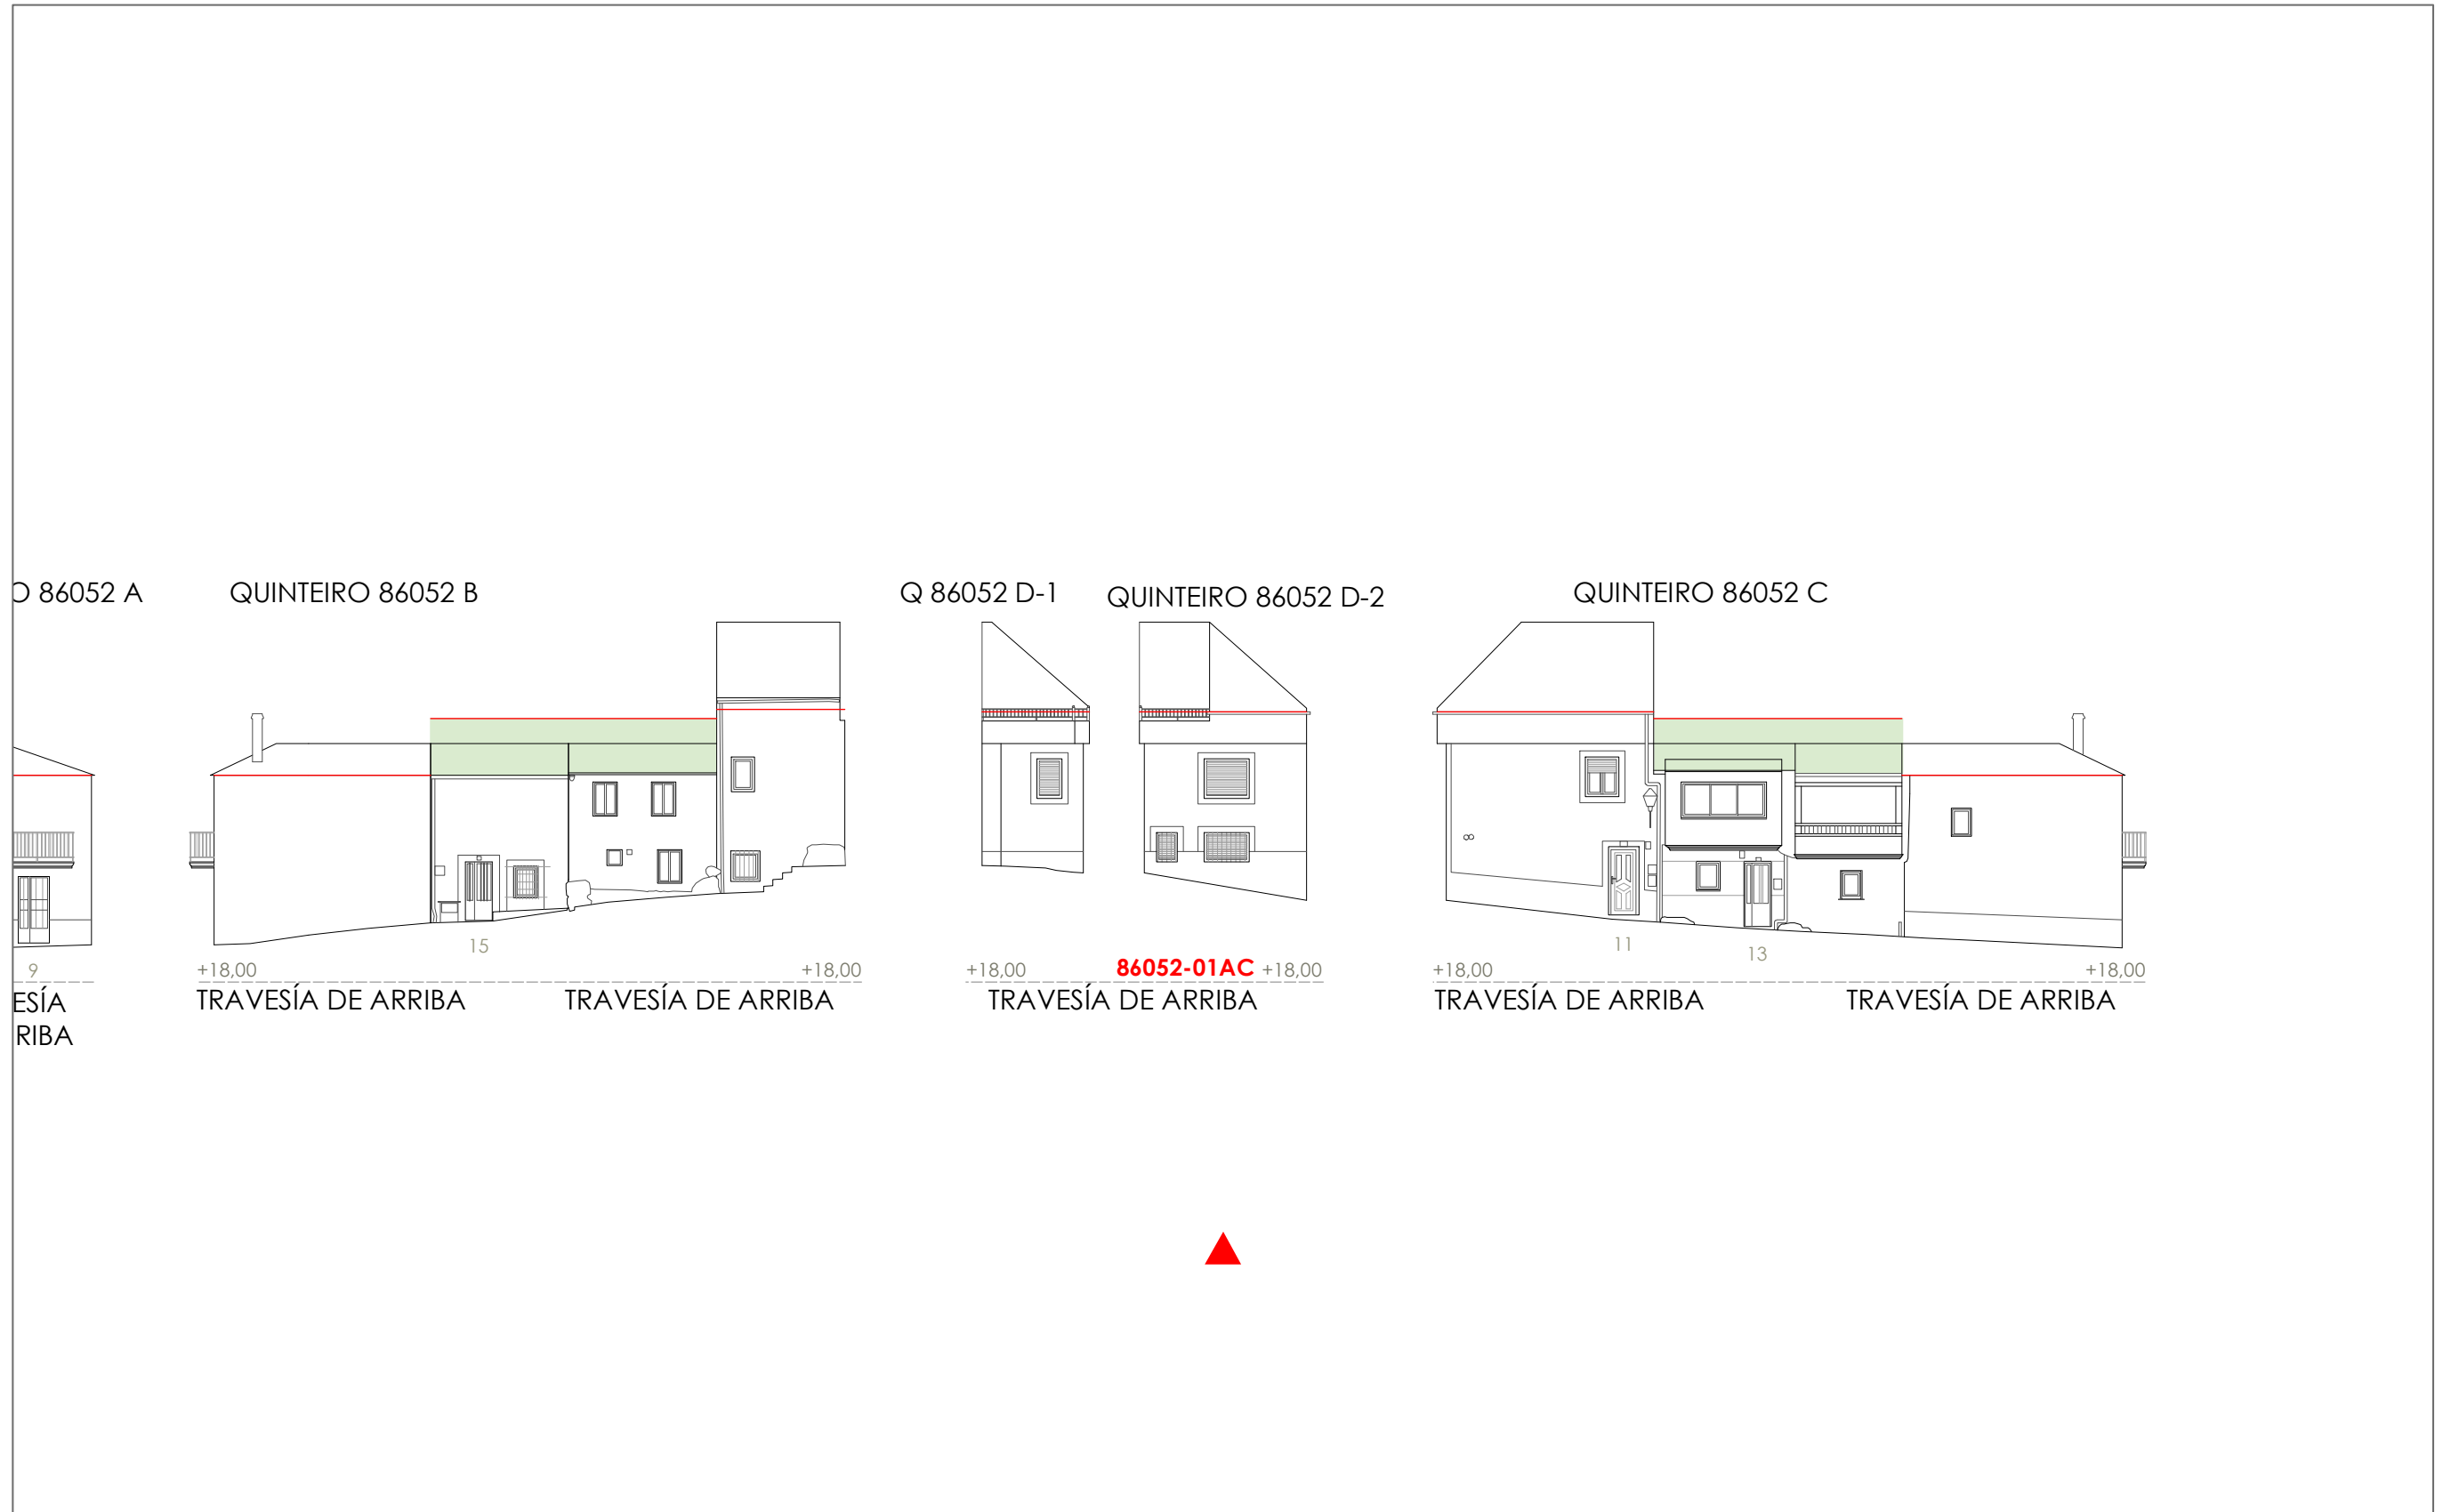 O 86052 A
QUINTEIRO 86052 B
Q 86052 D-1
QUINTEIRO 86052 D-2
QUINTEIRO 86052 C
9
15
11
13
+18,00
+18,00
+18,00
86052-01AC
+18,00
+18,00
+18,00
ESÍA
RIBA
TRAVESÍA DE ARRIBA
TRAVESÍA DE ARRIBA
TRAVESÍA DE ARRIBA
TRAVESÍA DE ARRIBA
TRAVESÍA DE ARRIBA